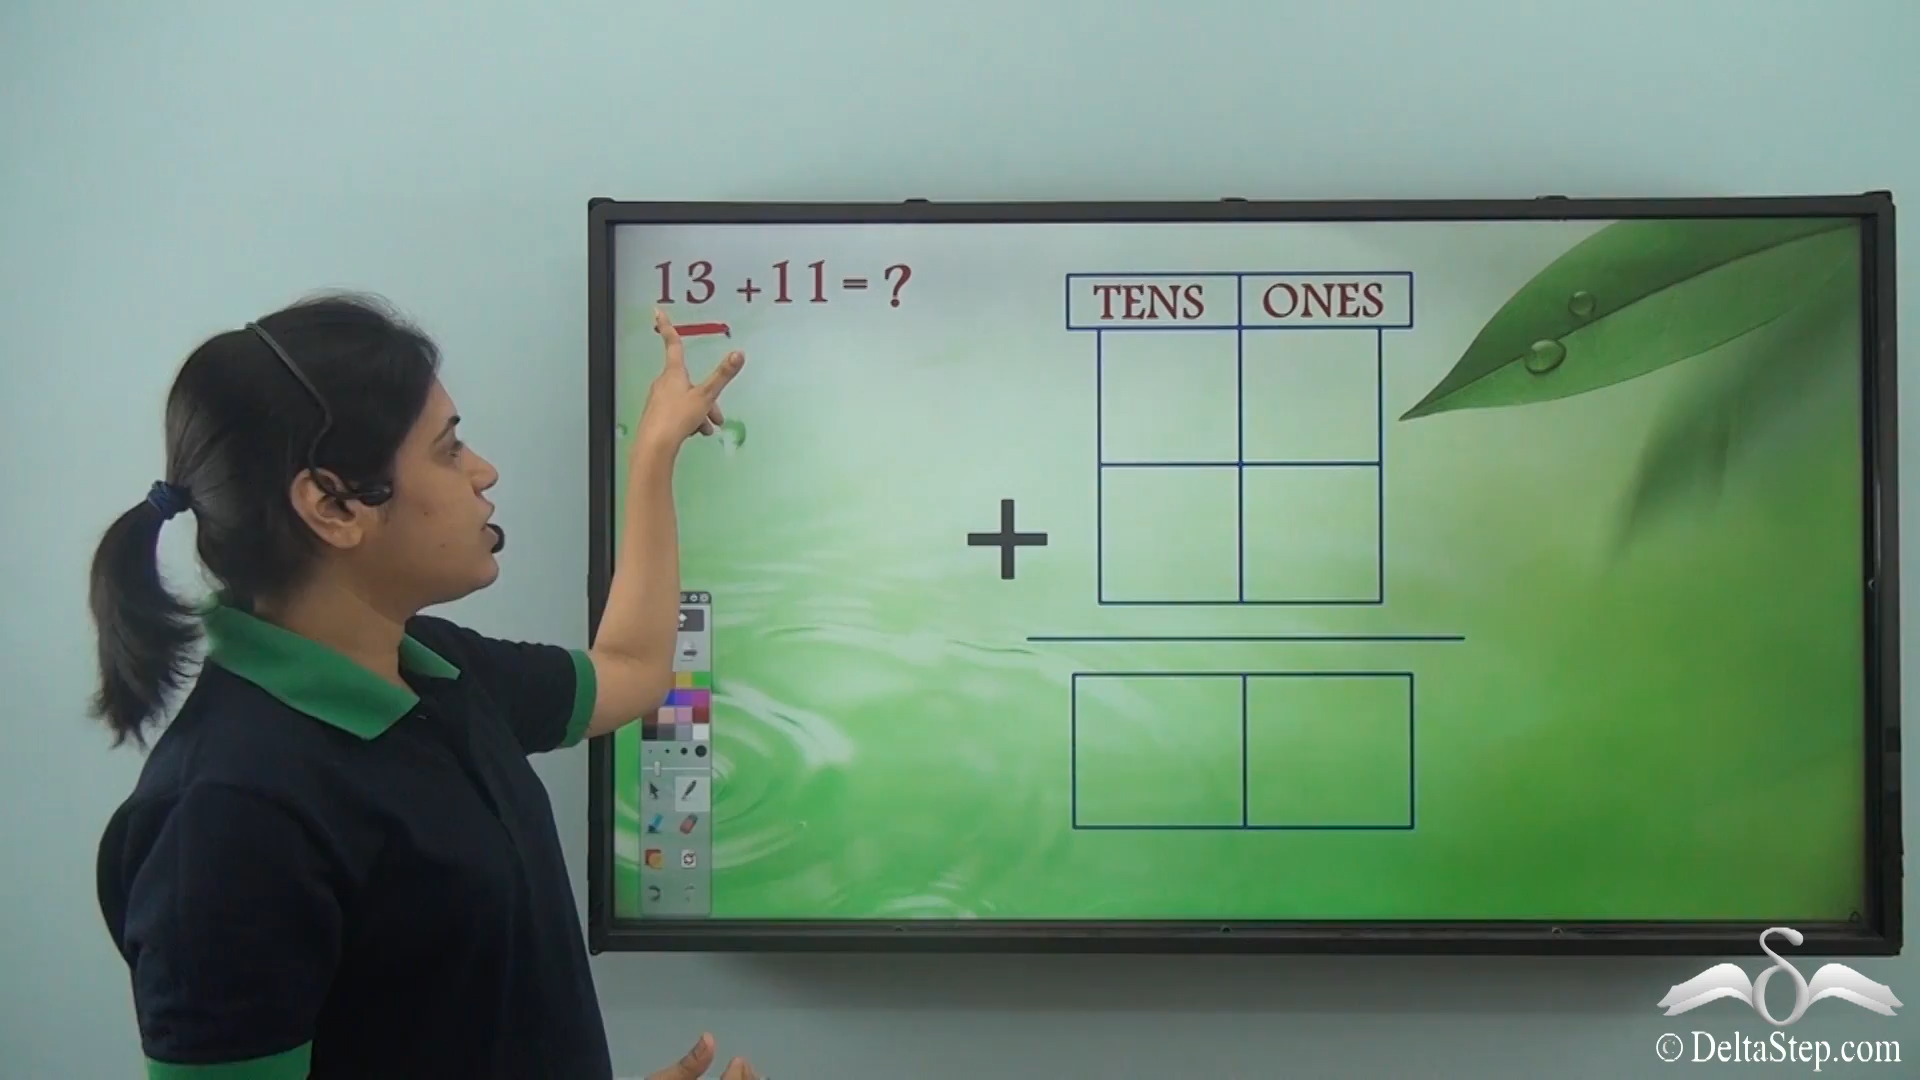 13 + 11 = ?
TENS ONES
+
© DeltaStep.com